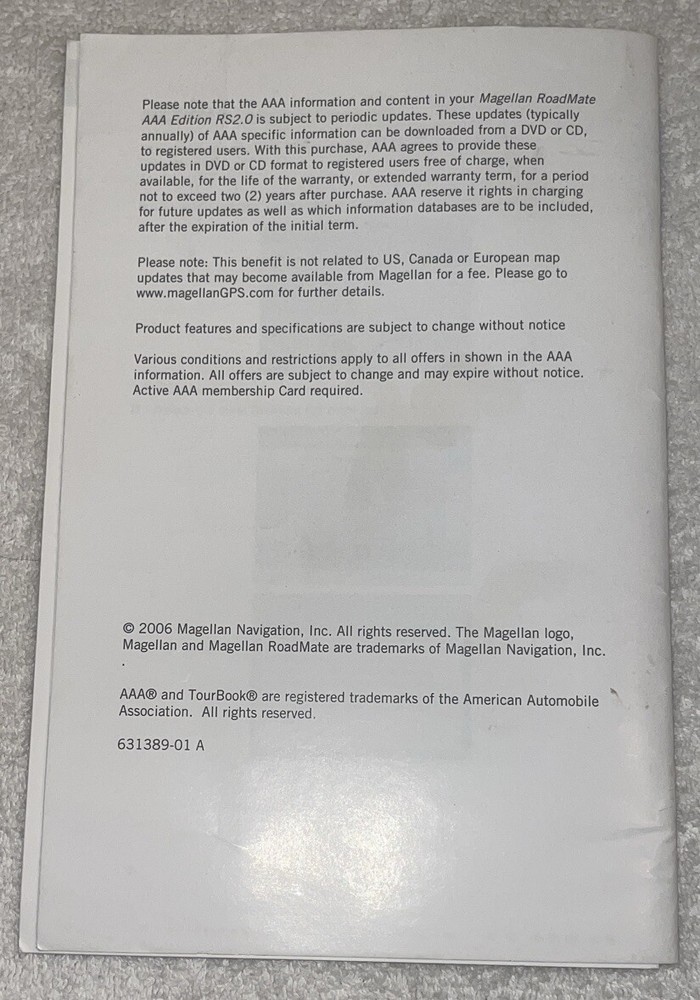 Please note that the AAA information and content in your Magellan RoadMate
AAA Edition RS2.0 is subject to periodic updates. These updates (typically
annually) of AAA specific information can be downloaded from a DVD or CD,
to registered users. With this purchase, AAA agrees to provide these
updates in DVD or CD format to registered users free of charge, when
available, for the life of the warranty, or extended warranty term, for a period
not to exceed two (2) years after purchase. AAA reserve it rights in charging
for future updates as well as which information databases are to be included,
after the expiration of the initial term.
Please note: This benefit is not related to US, Canada or European map
updates that may become available from Magellan for a fee. Please go to
www.magellanGPS.com for further details.
Product features and specifications are subject to change without notice
Various conditions and restrictions apply to all offers in shown in the AAA
information. All offers are subject to change and may expire without notice.
Active AAA membership Card required.
© 2006 Magellan Navigation, Inc. All rights reserved. The Magellan logo,
Magellan and Magellan RoadMate are trademarks of Magellan Navigation, Inc.
.
AAA® and TourBook® are registered trademarks of the American Automobile
Association. All rights reserved.
631389-01 A